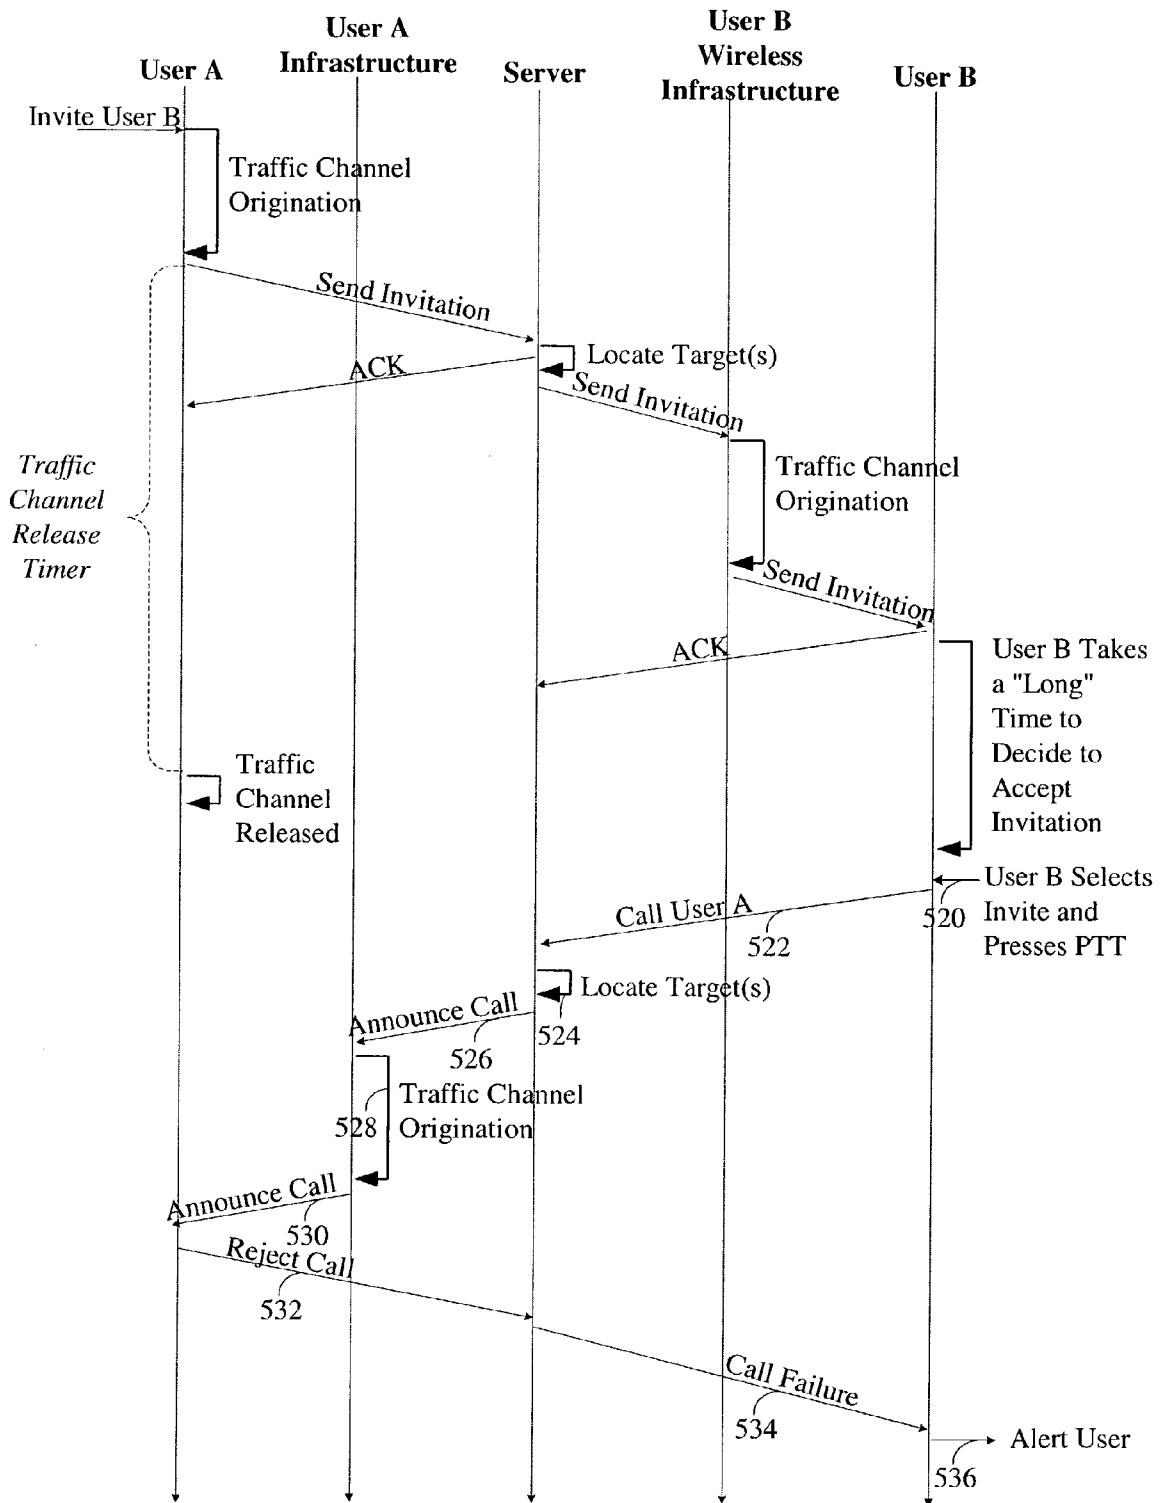 User A
User A
Infrastructure
Server
User B
Wireless
Infrastructure
User B
Invite User B
Traffic Channel
Origination
Send Invitation
Locate Target(s)
ACK
Send Invitation
Traffic
Channel
Release
Timer
Traffic Channel
Origination
Send Invitation
ACK
User B Takes
a "Long"
Time to
Decide to
Accept
Invitation
Traffic
Channel
Released
User B Selects
Invite and
Presses PTT
520
Call User A
522
Locate Target(s)
524
Announce Call
526
Traffic Channel
Origination
528
Announce Call
530
Reject Call
532
Call Failure
534
Alert User
536